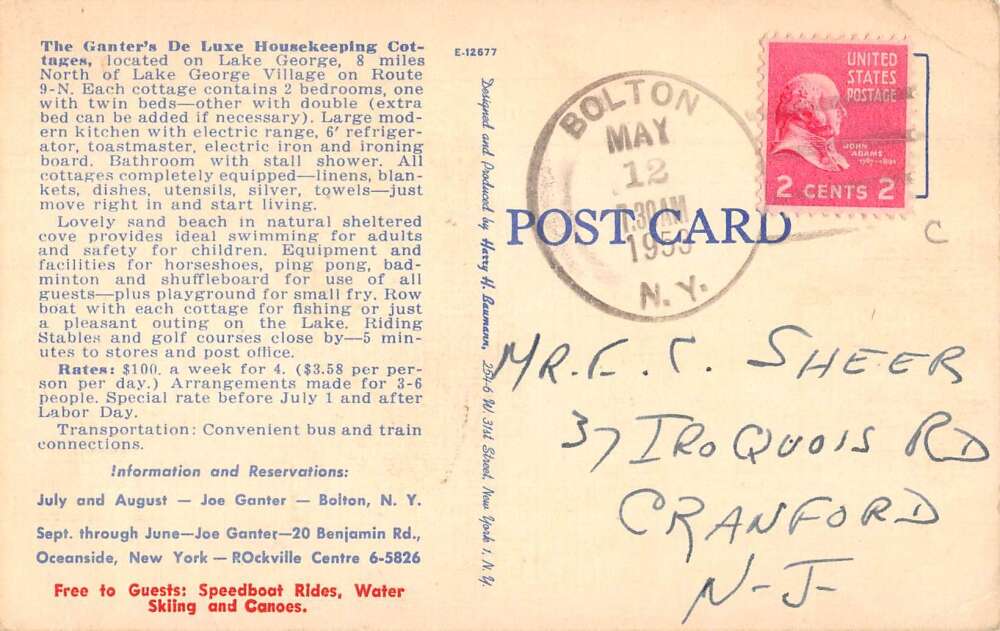 The Ganter's De Luxe Housekeeping Cot-
tages, located on Lake George, 8 miles
North of Lake George Village on Route
9-N. Each cottage contains 2 bedrooms, one
with twin beds—other with double (extra
bed can be added if necessary). Large mod-
ern kitchen with electric range, 6' refriger-
ator, toastmaster, electric iron and ironing
board. Bathroom with stall shower. All
cottages completely equipped—linens, blan-
kets, dishes, utensils, silver, towels—just
move right in and start living.
Lovely sand beach in natural sheltered
cove provides ideal swimming for adults
and safety for children. Equipment and
facilities for horseshoes, ping pong, bad-
minton and shuffleboard for use of all
guests—plus playground for small fry. Row
boat with each cottage for fishing or just
a pleasant outing on the Lake. Riding
Stables and golf courses close by—5 min-
utes to stores and post office.
Rates: $100. a week for 4. ($3.58 per per-
son per day.) Arrangements made for 3-6
people. Special rate before July 1 and after
Labor Day.
Transportation: Convenient bus and train
connections.
Information and Reservations:
July and August — Joe Ganter — Bolton, N. Y.
Sept. through June—Joe Ganter—20 Benjamin Rd.,
Oceanside, New York — ROckville Centre 6-5826
Free to Guests: Speedboat Rides, Water
Skiing and Canoes.
E-12677
Designed and Produced by Harry H. Baumann, 254-6 W. 31st Street, New York 1, N.Y.
BOLTON
MAY
12
7.30 AM
N. Y.
UNITED
STATES
POSTAGE
JOHN
ADAMS
2 CENTS 2
POST CARD
C
MR. E. C. SHEER
37 IROQUOIS RD
CRANFORD
N-J-